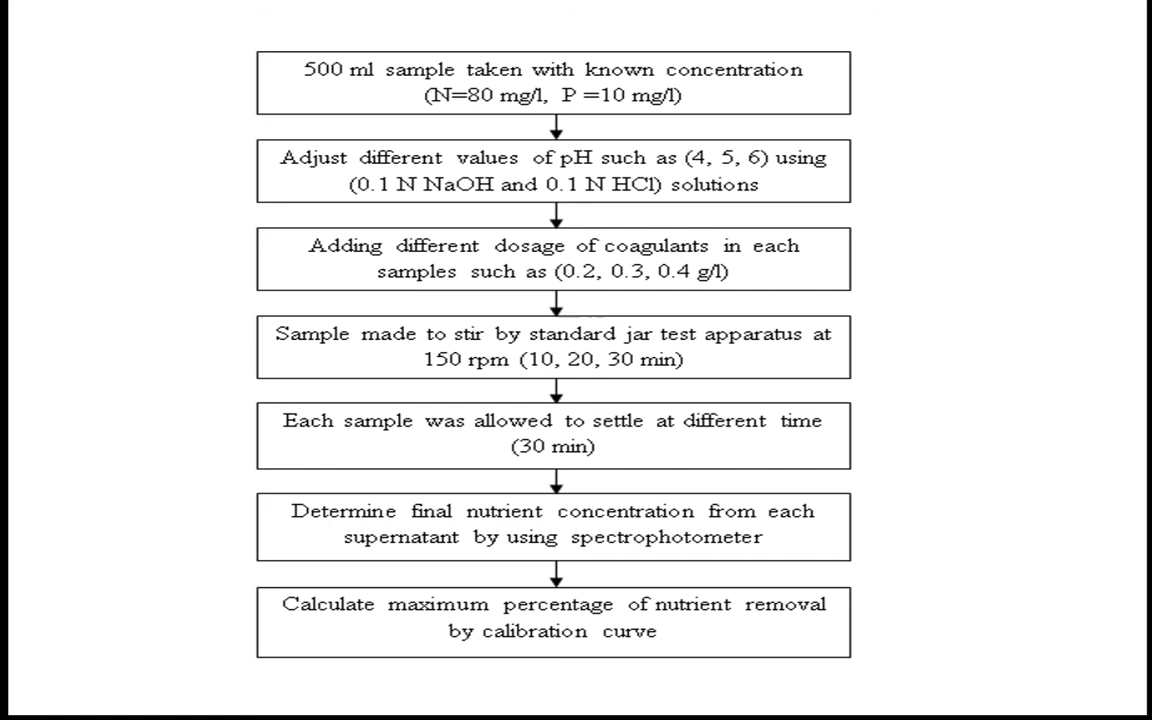 500 ml sample taken with known concentration
(N=80 mg/l, P =10 mg/l)
Adjust different values of pH such as (4, 5, 6) using
(0.1 N NaOH and 0.1 N HCl) solutions
Adding different dosage of coagulants in each
samples such as (0.2, 0.3, 0.4 g/l)
Sample made to stir by standard jar test apparatus at
150 rpm (10, 20, 30 min)
Each sample was allowed to settle at different time
(30 min)
Determine final nutrient concentration from each
supernatant by using spectrophotometer
Calculate maximum percentage of nutrient removal
by calibration curve